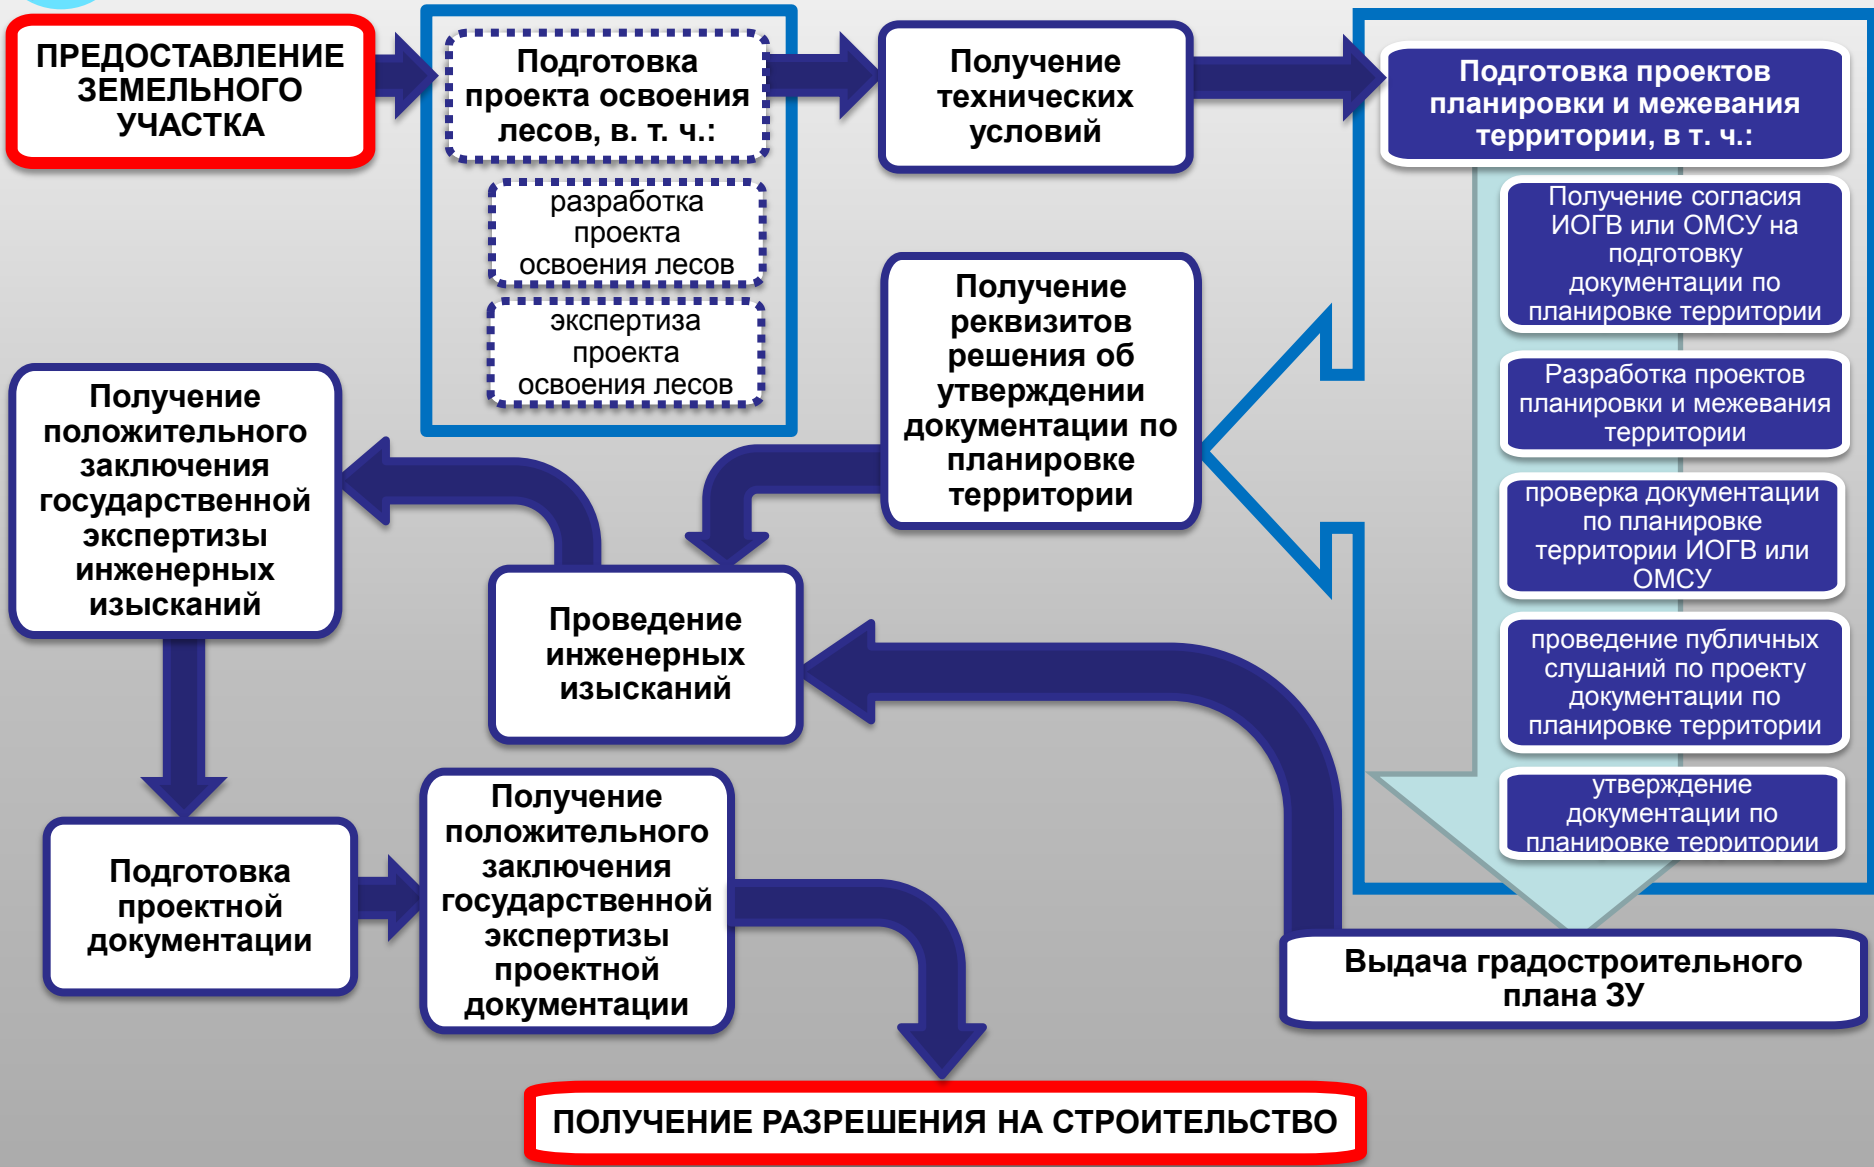 ПРЕДОСТАВЛЕНИЕ
ЗЕМЕЛЬНОГО
УЧАСТКА
Подготовка
проекта освоения
лесов, в. т. ч.:
разработка
проекта
освоения лесов
экспертиза
проекта
освоения лесов
Получение
технических
условий
Подготовка проектов
планировки и межевания
территории, в т. ч.:
Получение согласия
ИОГВ или ОМСУ на
подготовку
документации по
планировке территории
Разработка проектов
планировки и межевания
территории
проверка документации
по планировке
территории ИОГВ или
ОМСУ
проведение публичных
слушаний по проекту
документации по
планировке территории
утверждение
документации по
планировке территории
Получение
реквизитов
решения об
утверждении
документации по
планировке
территории
Выдача градостроительного
плана ЗУ
Проведение
инженерных
изысканий
Получение
положительного
заключения
государственной
экспертизы
инженерных
изысканий
Подготовка
проектной
документации
Получение
положительного
заключения
государственной
экспертизы
проектной
документации
ПОЛУЧЕНИЕ РАЗРЕШЕНИЯ НА СТРОИТЕЛЬСТВО